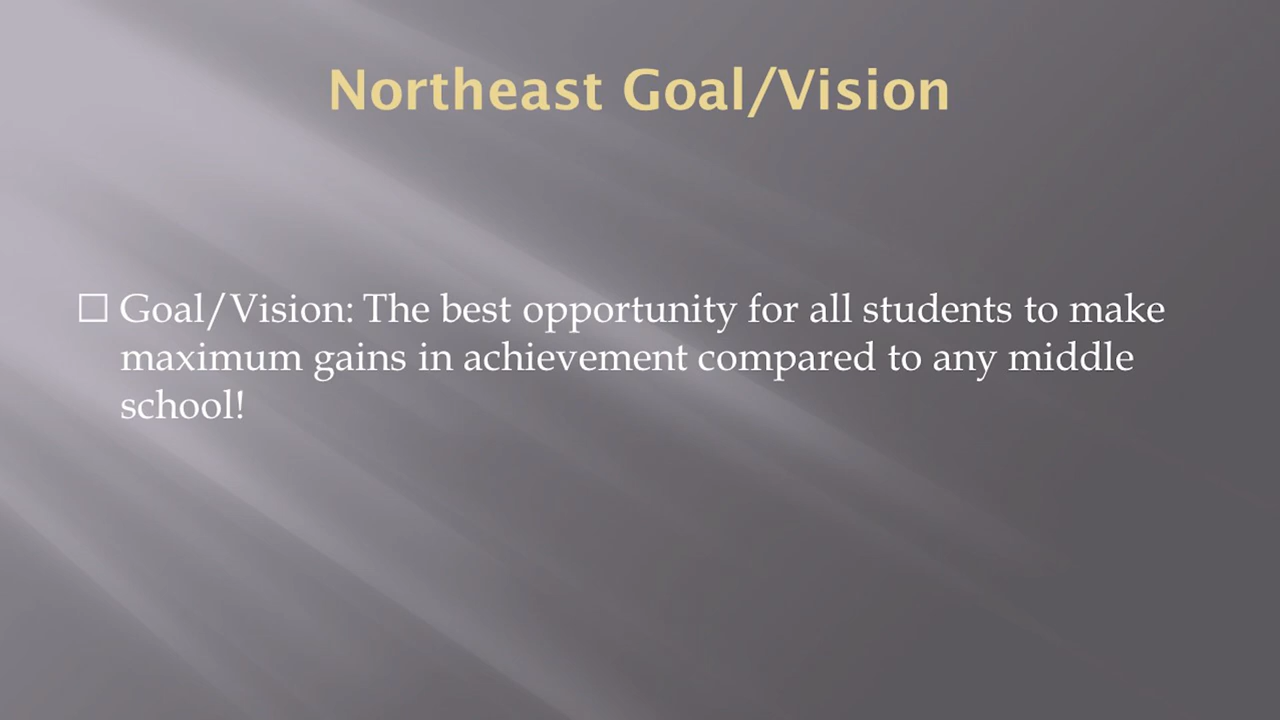 Northeast Goal/Vision
☐ Goal/Vision: The best opportunity for all students to make
maximum gains in achievement compared to any middle
school!